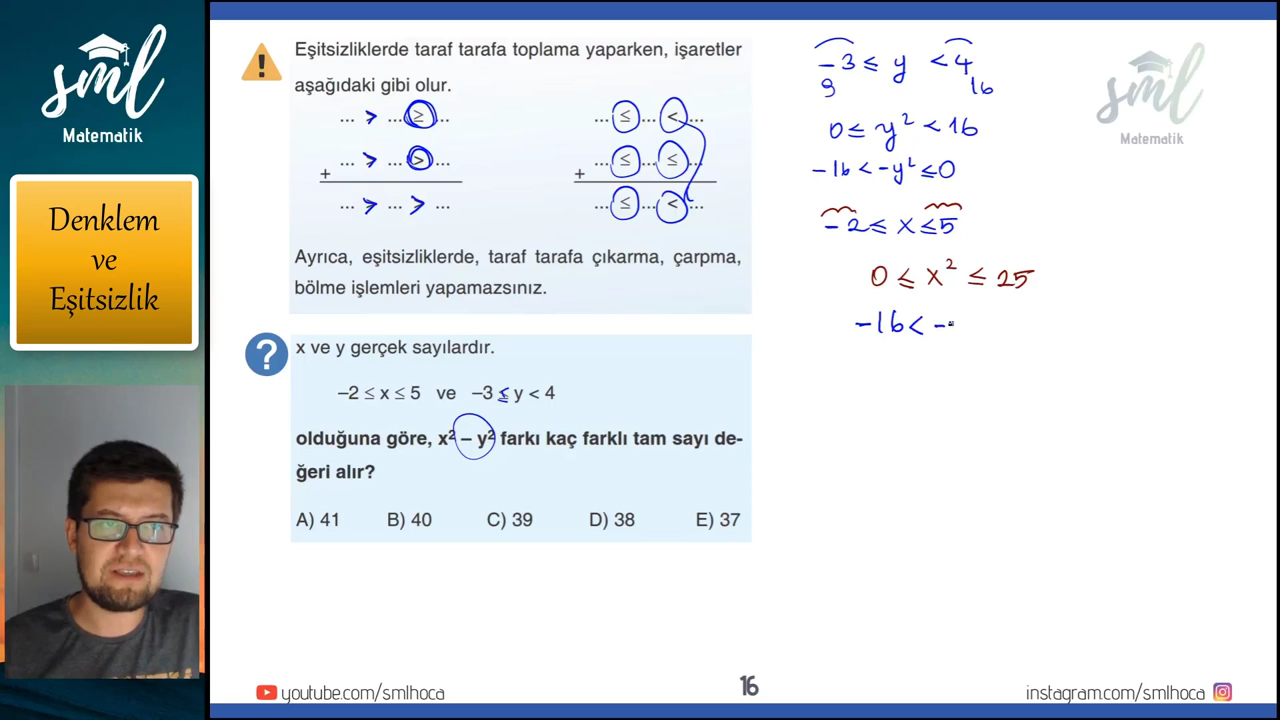 sml
Matematik
Denklem
ve
Eşitsizlik
Eşitsizliklerde taraf tarafa toplama yaparken, işaretler
aşağıdaki gibi olur.
... > ... ≥ ...
... > ... > ...
+
... > ... > ...
... ≤ ... < ...
... ≤ ... ≤ ...
+
... ≤ ... < ...
Ayrıca, eşitsizliklerde, taraf tarafa çıkarma, çarpma,
bölme işlemleri yapamazsınız.
?
x ve y gerçek sayılardır.
–2 ≤ x ≤ 5 ve –3 ≤ y < 4
olduğuna göre, x² – y² farkı kaç farklı tam sayı de-
ğeri alır?
A) 41 B) 40 C) 39 D) 38 E) 37
-3 ≤ y < 4
9 16
0 ≤ y² < 16
-16 < -y² ≤ 0
-2 ≤ x ≤ 5
0 ≤ x² ≤ 25
-16 < -
sml
Matematik
youtube.com/smlhoca
16
instagram.com/smlhoca